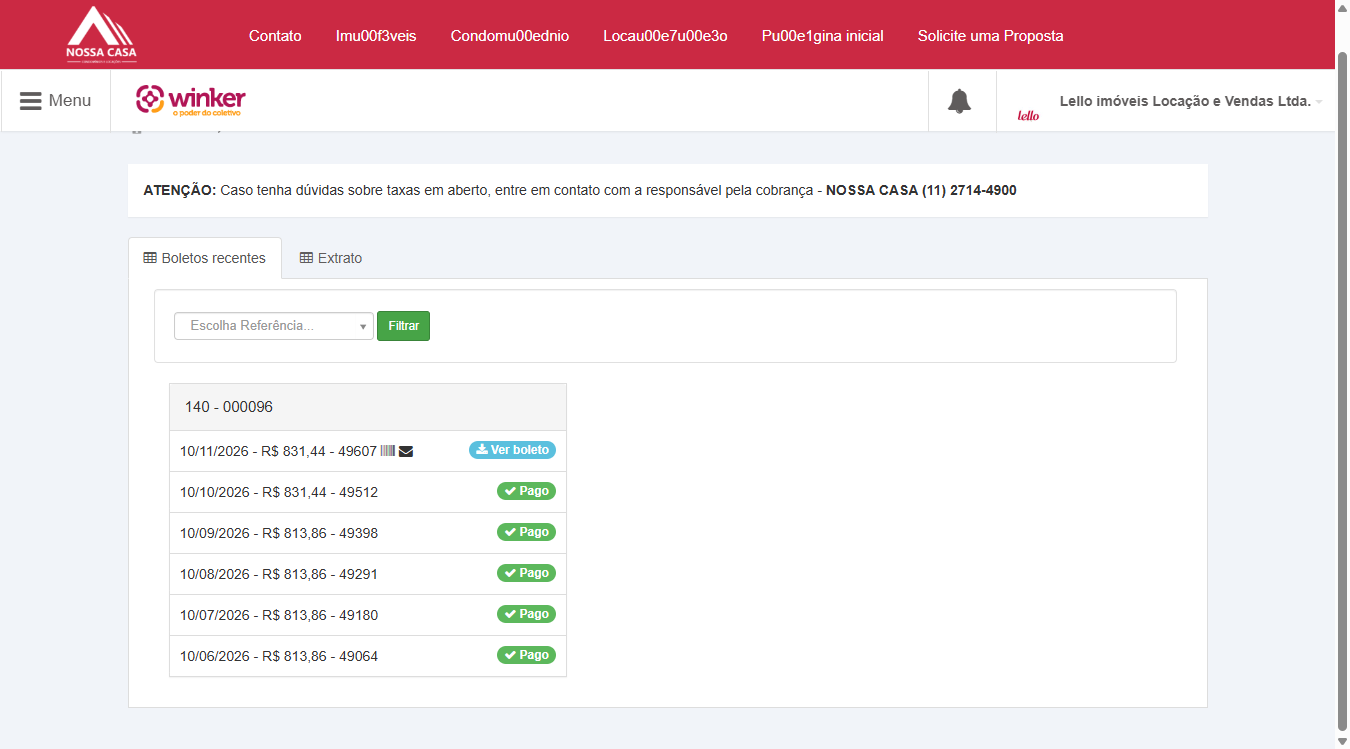 NOSSA CASA
Contato Imu00f3veis Condomu00ednio Locau00e7u00e3o Pu00e1gina inicial Solicite uma Proposta
Menu winker
o poder do coletivo
lello Lello imóveis Locação e Vendas Ltda.
ATENÇÃO: Caso tenha dúvidas sobre taxas em aberto, entre em contato com a responsável pela cobrança - NOSSA CASA (11) 2714-4900
Boletos recentes Extrato
Escolha Referência... Filtrar
140 - 000096
10/11/2026 - R$ 831,44 - 49607 Ver boleto
10/10/2026 - R$ 831,44 - 49512 Pago
10/09/2026 - R$ 813,86 - 49398 Pago
10/08/2026 - R$ 813,86 - 49291 Pago
10/07/2026 - R$ 813,86 - 49180 Pago
10/06/2026 - R$ 813,86 - 49064 Pago